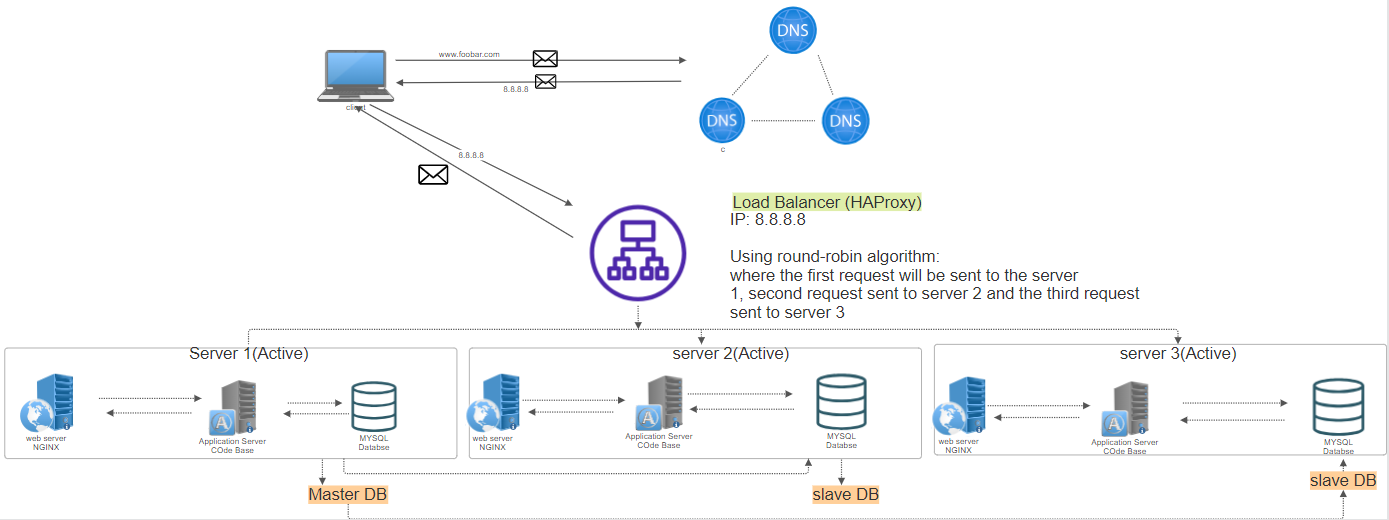 DNS
www.foobar.com
8.8.8.8
client
DNS
DNS
c
8.8.8.8
Load Balancer (HAProxy)
IP: 8.8.8.8
Using round-robin algorithm:
where the first request will be sent to the server
1, second request sent to server 2 and the third request
sent to server 3
Server 1(Active)
web server
NGINX
A
Application Server
COde Base
MYSQL
Databse
server 2(Active)
web server
NGINX
A
Application Server
COde Base
MYSQL
Databse
server 3(Active)
web server
NGINX
A
Application Server
COde Base
MYSQL
Databse
Master DB
slave DB
slave DB